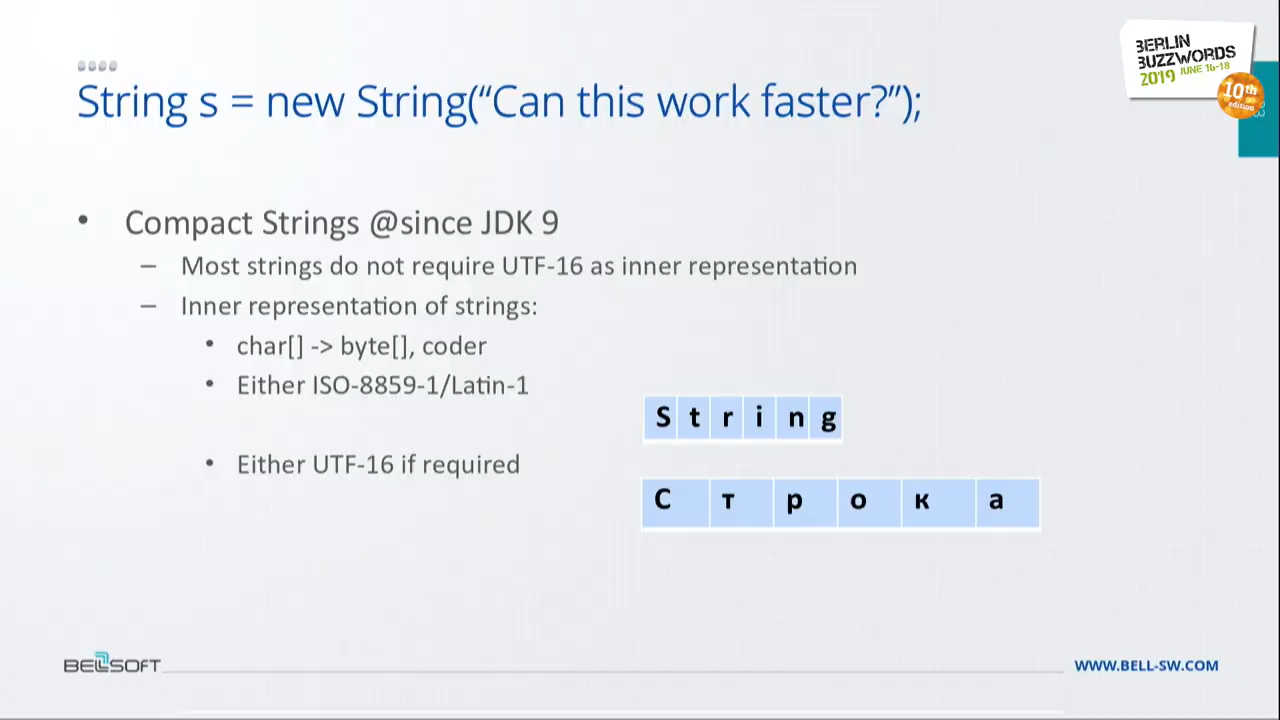 BERLIN
BUZZWORDS
2019 JUNE 16-18
10th
edition
String s = new String(“Can this work faster?”);
• Compact Strings @since JDK 9
– Most strings do not require UTF-16 as inner representation
– Inner representation of strings:
• char[] -> byte[], coder
• Either ISO-8859-1/Latin-1
S t r i n g
• Either UTF-16 if required
С т р о к а
BELLSOFT
WWW.BELL-SW.COM